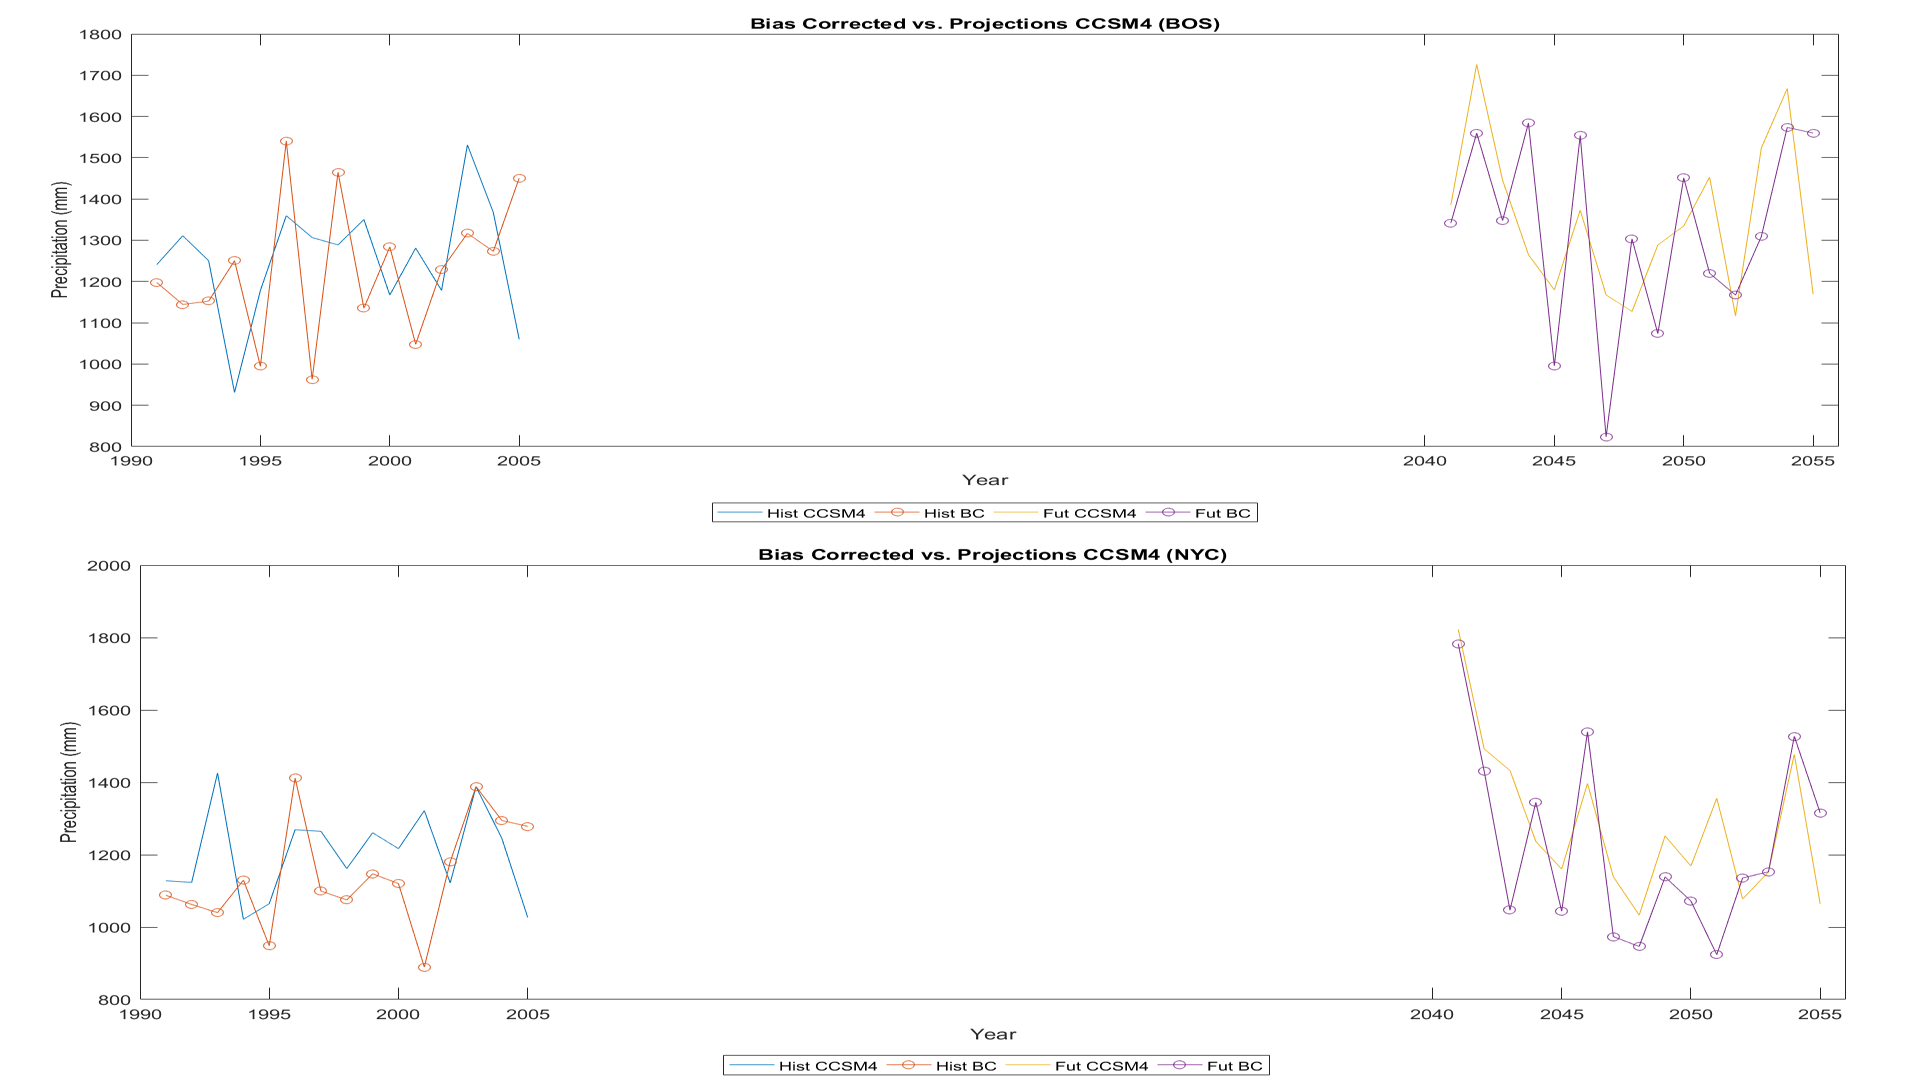 Bias Corrected vs. Projections CCSM4 (BOS)
1800
1700
1600
1500
1400
1300
1200
1100
1000
900
800
Precipitation (mm)
1990 1995 2000 2005 2040 2045 2050 2055
Year
Hist CCSM4 Hist BC Fut CCSM4 Fut BC
Bias Corrected vs. Projections CCSM4 (NYC)
2000
1800
1600
1400
1200
1000
800
Precipitation (mm)
1990 1995 2000 2005 2040 2045 2050 2055
Year
Hist CCSM4 Hist BC Fut CCSM4 Fut BC